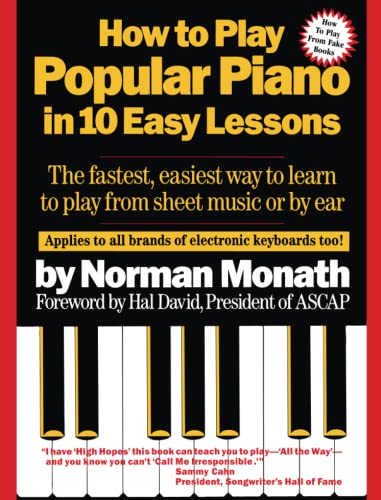 How to Play
Popular Piano
in 10 Easy Lessons
How
To Play
From Fake
Books
The fastest, easiest way to learn
to play from sheet music or by ear
Applies to all brands of electronic keyboards too!
by Norman Monath
Foreword by Hal David, President of ASCAP
"I have 'High Hopes' this book can teach you to play—'All the Way'—
and you know you can't 'Call Me Irresponsible.'"
Sammy Cahn
President, Songwriter's Hall of Fame